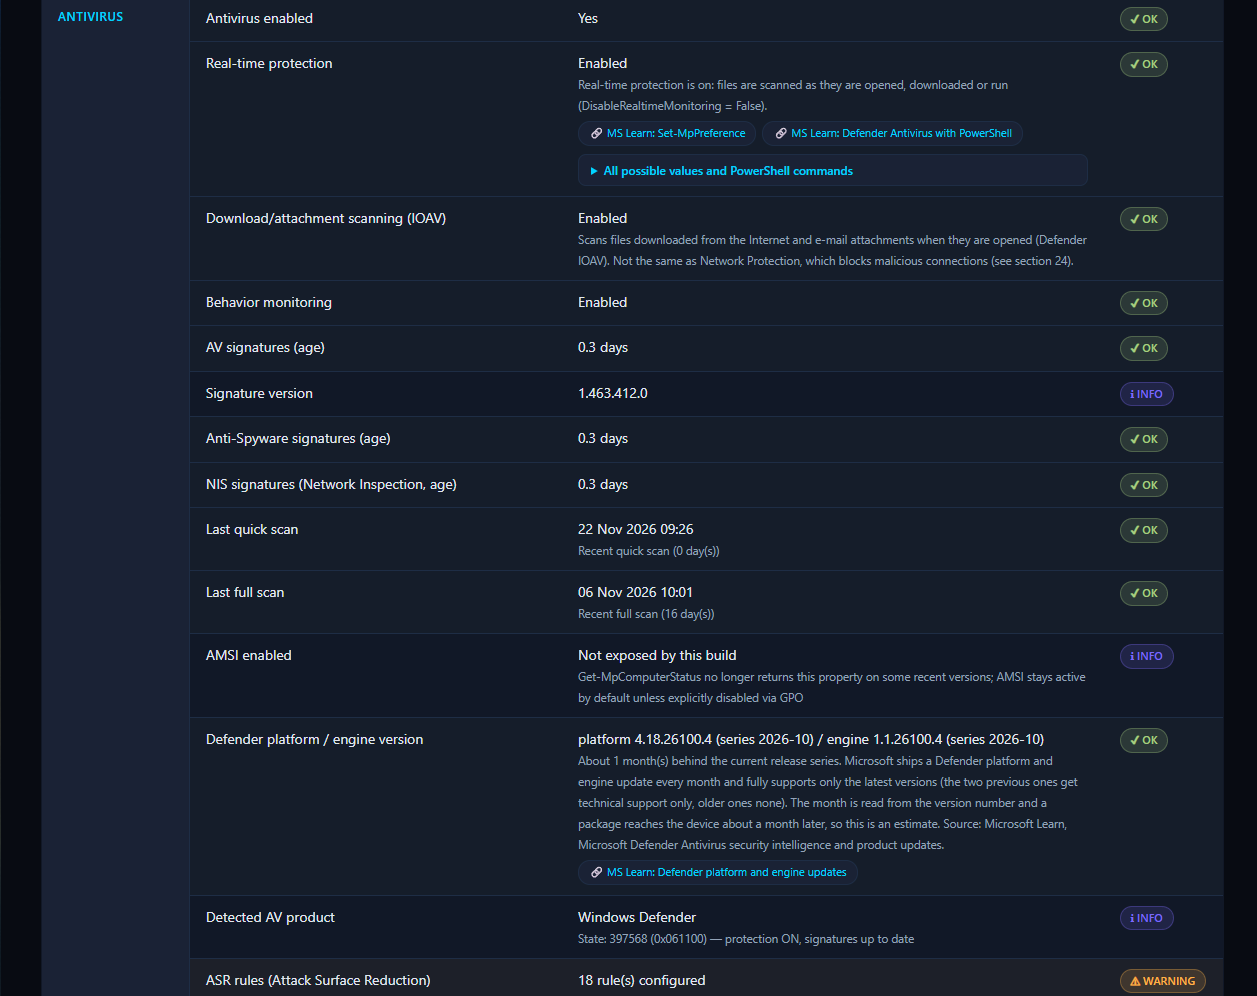 ANTIVIRUS
Antivirus enabled
Yes
✔ OK
Real-time protection
Enabled
✔ OK
Real-time protection is on: files are scanned as they are opened, downloaded or run
(DisableRealtimeMonitoring = False).
🔗 MS Learn: Set-MpPreference
🔗 MS Learn: Defender Antivirus with PowerShell
▶ All possible values and PowerShell commands
Download/attachment scanning (IOAV)
Enabled
✔ OK
Scans files downloaded from the Internet and e-mail attachments when they are opened (Defender
IOAV). Not the same as Network Protection, which blocks malicious connections (see section 24).
Behavior monitoring
Enabled
✔ OK
AV signatures (age)
0.3 days
✔ OK
Signature version
1.463.412.0
ℹ INFO
Anti-Spyware signatures (age)
0.3 days
✔ OK
NIS signatures (Network Inspection, age)
0.3 days
✔ OK
Last quick scan
22 Nov 2026 09:26
✔ OK
Recent quick scan (0 day(s))
Last full scan
06 Nov 2026 10:01
✔ OK
Recent full scan (16 day(s))
AMSI enabled
Not exposed by this build
ℹ INFO
Get-MpComputerStatus no longer returns this property on some recent versions; AMSI stays active
by default unless explicitly disabled via GPO
Defender platform / engine version
platform 4.18.26100.4 (series 2026-10) / engine 1.1.26100.4 (series 2026-10)
✔ OK
About 1 month(s) behind the current release series. Microsoft ships a Defender platform and
engine update every month and fully supports only the latest versions (the two previous ones get
technical support only, older ones none). The month is read from the version number and a
package reaches the device about a month later, so this is an estimate. Source: Microsoft Learn,
Microsoft Defender Antivirus security intelligence and product updates.
🔗 MS Learn: Defender platform and engine updates
Detected AV product
Windows Defender
ℹ INFO
State: 397568 (0x061100) — protection ON, signatures up to date
ASR rules (Attack Surface Reduction)
18 rule(s) configured
⚠ WARNING